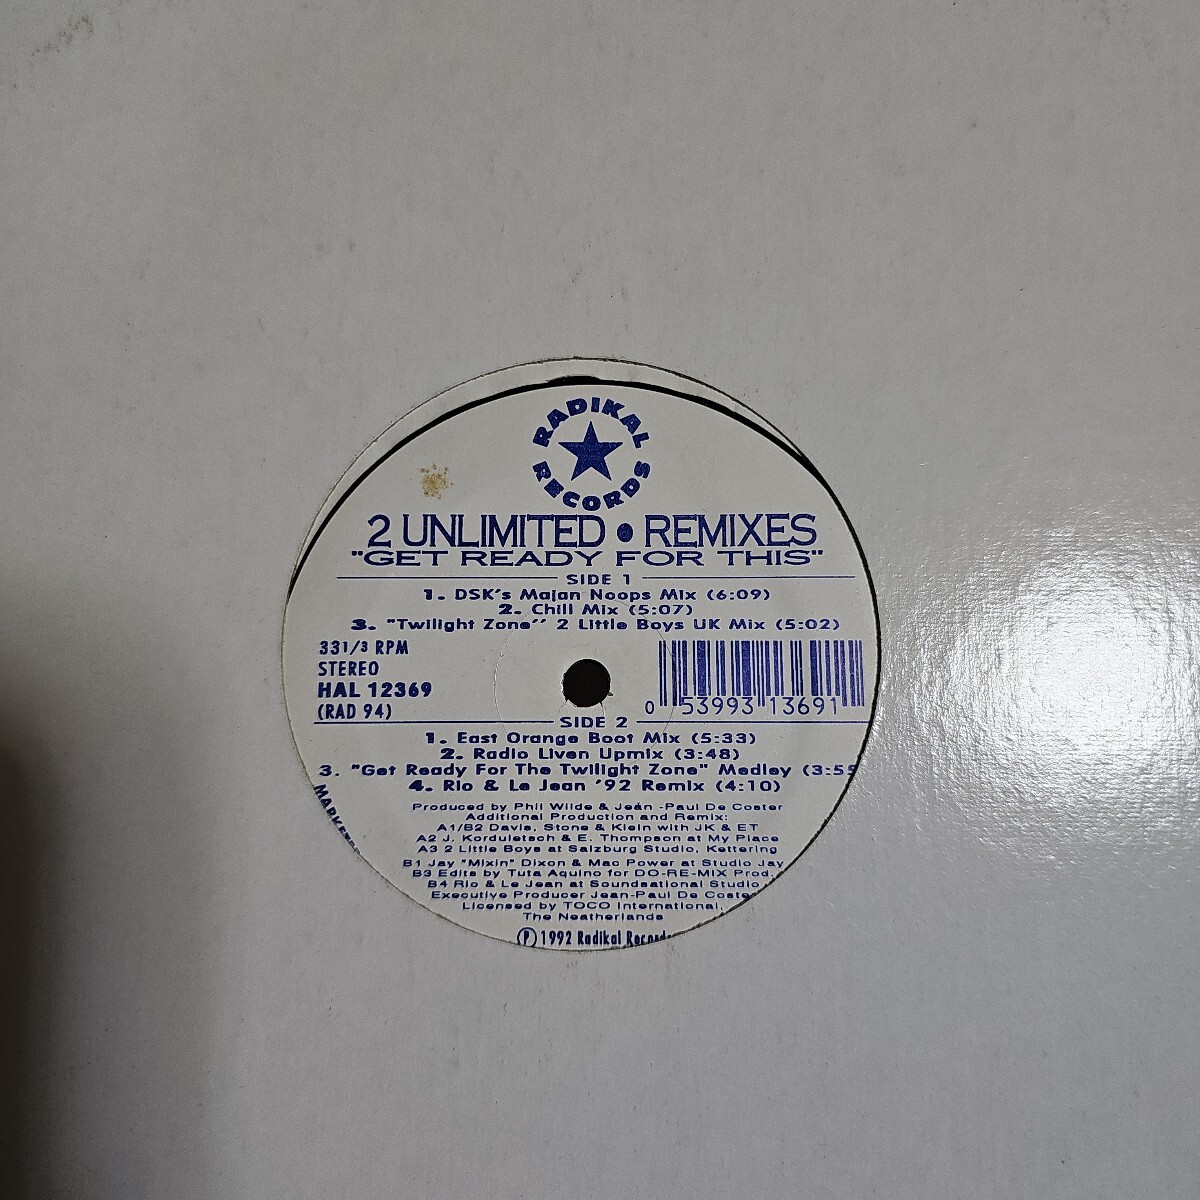 RADIKAL
RECORDS
2 UNLIMITED • REMIXES
"GET READY FOR THIS"
SIDE 1
1. DSK's Majan Noops Mix (6:09)
2. Chill Mix (5:07)
3. "Twilight Zone" 2 Little Boys UK Mix (5:02)
33 1/3 RPM
STEREO
HAL 12369
(RAD 94)
0 53993 13691
SIDE 2
1. East Orange Boot Mix (5:33)
2. Radio Liven Upmix (3:48)
3. "Get Ready For The Twilight Zone" Medley (3:55
4. Rio & Le Jean '92 Remix (4:10)
Produced by Phil Wilde & Jean -Paul De Coster
Additional Production and Remix:
A1/B2 Davis, Stone & Klein with JK & ET
A2 J. Korduletsch & E. Thompson at My Place
A3 2 Little Boys at Salzburg Studio, Kettering
B1 Jay "Mixin" Dixon & Mac Power at Studio Jay
B3 Edits by Tuta Aquino for DO-RE-MIX Prod.
B4 Rio & Le Jean at Soundsational Studio
Executive Producer Jean-Paul De Coste
Licensed by TOCO International,
The Neatherlands
Ⓟ 1992 Radikal Records